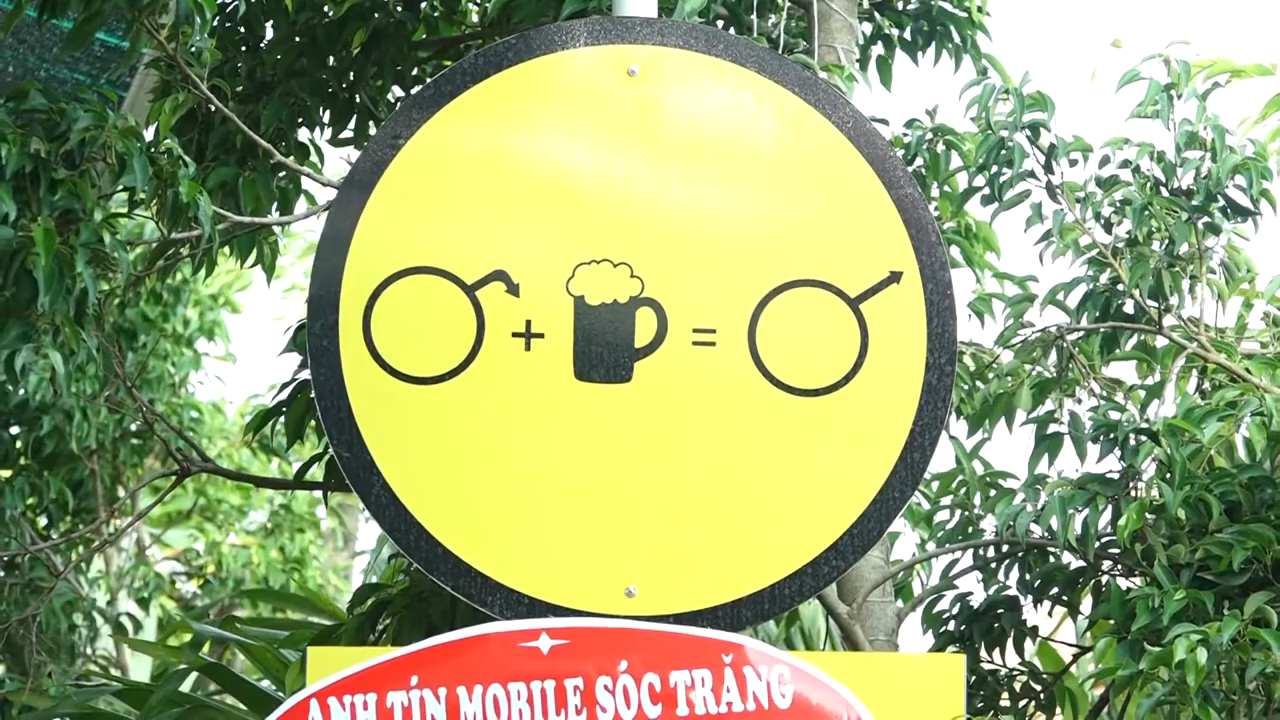 + =
ANH TÍN MOBILE SÓC TRĂNG